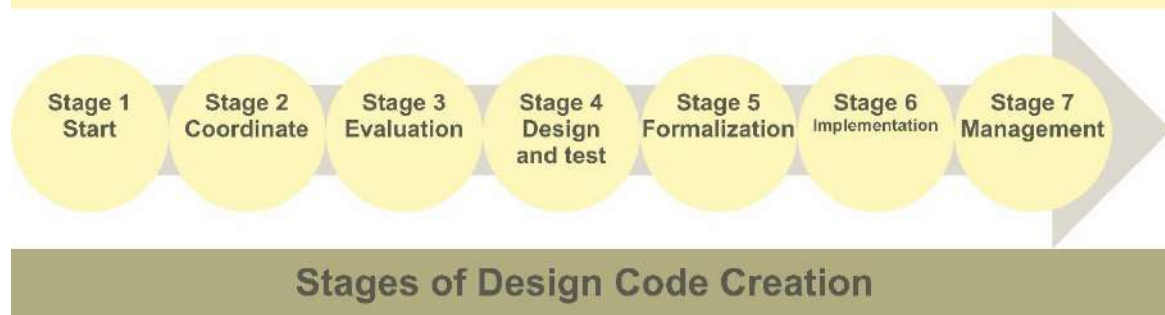 Stage 1
Start
Stage 2
Coordinate
Stage 3
Evaluation
Stage 4
Design
and test
Stage 5
Formalization
Stage 6
Implementation
Stage 7
Management
Stages of Design Code Creation